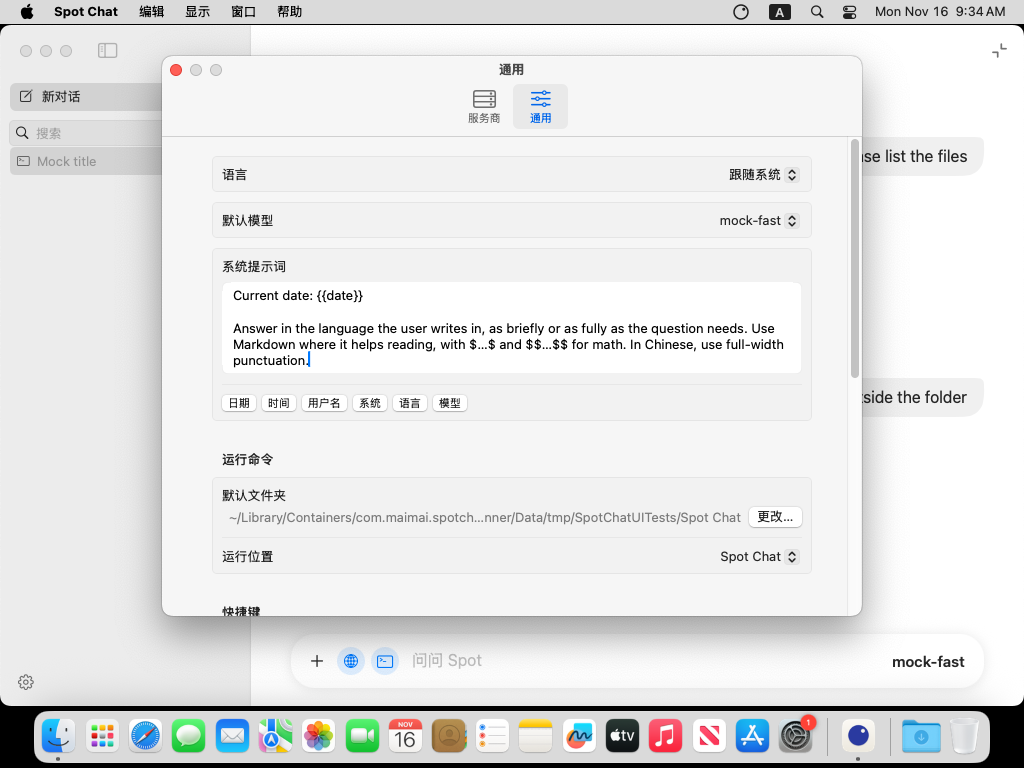 Spot Chat 编辑 显示 窗口 帮助 A Mon Nov 16 9:34 AM
通用
服务商 通用
新对话
搜索
Mock title
se list the files
side the folder
语言 跟随系统
默认模型 mock-fast
系统提示词
Current date: {{date}}
Answer in the language the user writes in, as briefly or as fully as the question needs. Use
Markdown where it helps reading, with $...$ and $$...$$ for math. In Chinese, use full-width
punctuation.
日期 时间 用户名 系统 语言 模型
运行命令
默认文件夹
~/Library/Containers/com.maimai.spotch...nner/Data/tmp/SpotChatUITests/Spot Chat 更改...
运行位置 Spot Chat
快捷键
问问 Spot mock-fast
NOV
16
tv
1